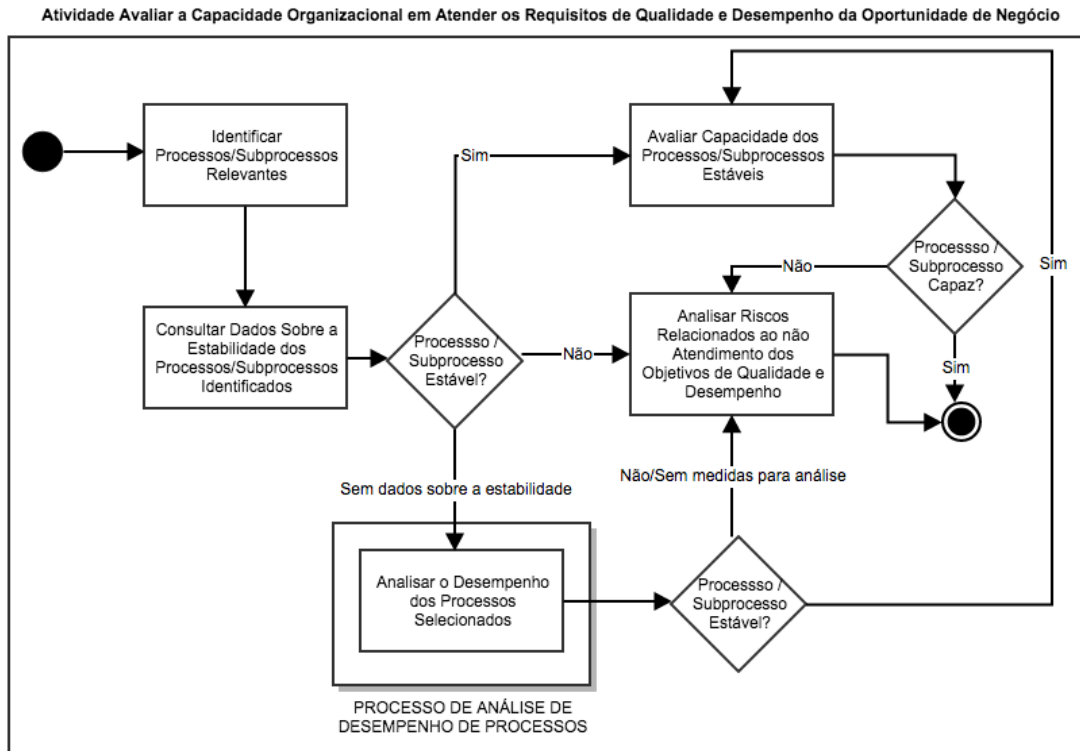 Atividade Avaliar a Capacidade Organizacional em Atender os Requisitos de Qualidade e Desempenho da Oportunidade de Negócio
Identificar
Processos/Subprocessos
Relevantes
Sim
Avaliar Capacidade dos
Processos/Subprocessos
Estáveis
Processso /
Subprocesso
Capaz?
Não
Sim
Sim
Consultar Dados Sobre a
Estabilidade dos
Processos/Subprocessos
Identificados
Processso /
Subprocesso
Estável?
Não
Analisar Riscos
Relacionados ao não
Atendimento dos
Objetivos de Qualidade e
Desempenho
Sem dados sobre a estabilidade
Não/Sem medidas para análise
Analisar o Desempenho
dos Processos
Selecionados
Processso /
Subprocesso
Estável?
PROCESSO DE ANÁLISE DE
DESEMPENHO DE PROCESSOS